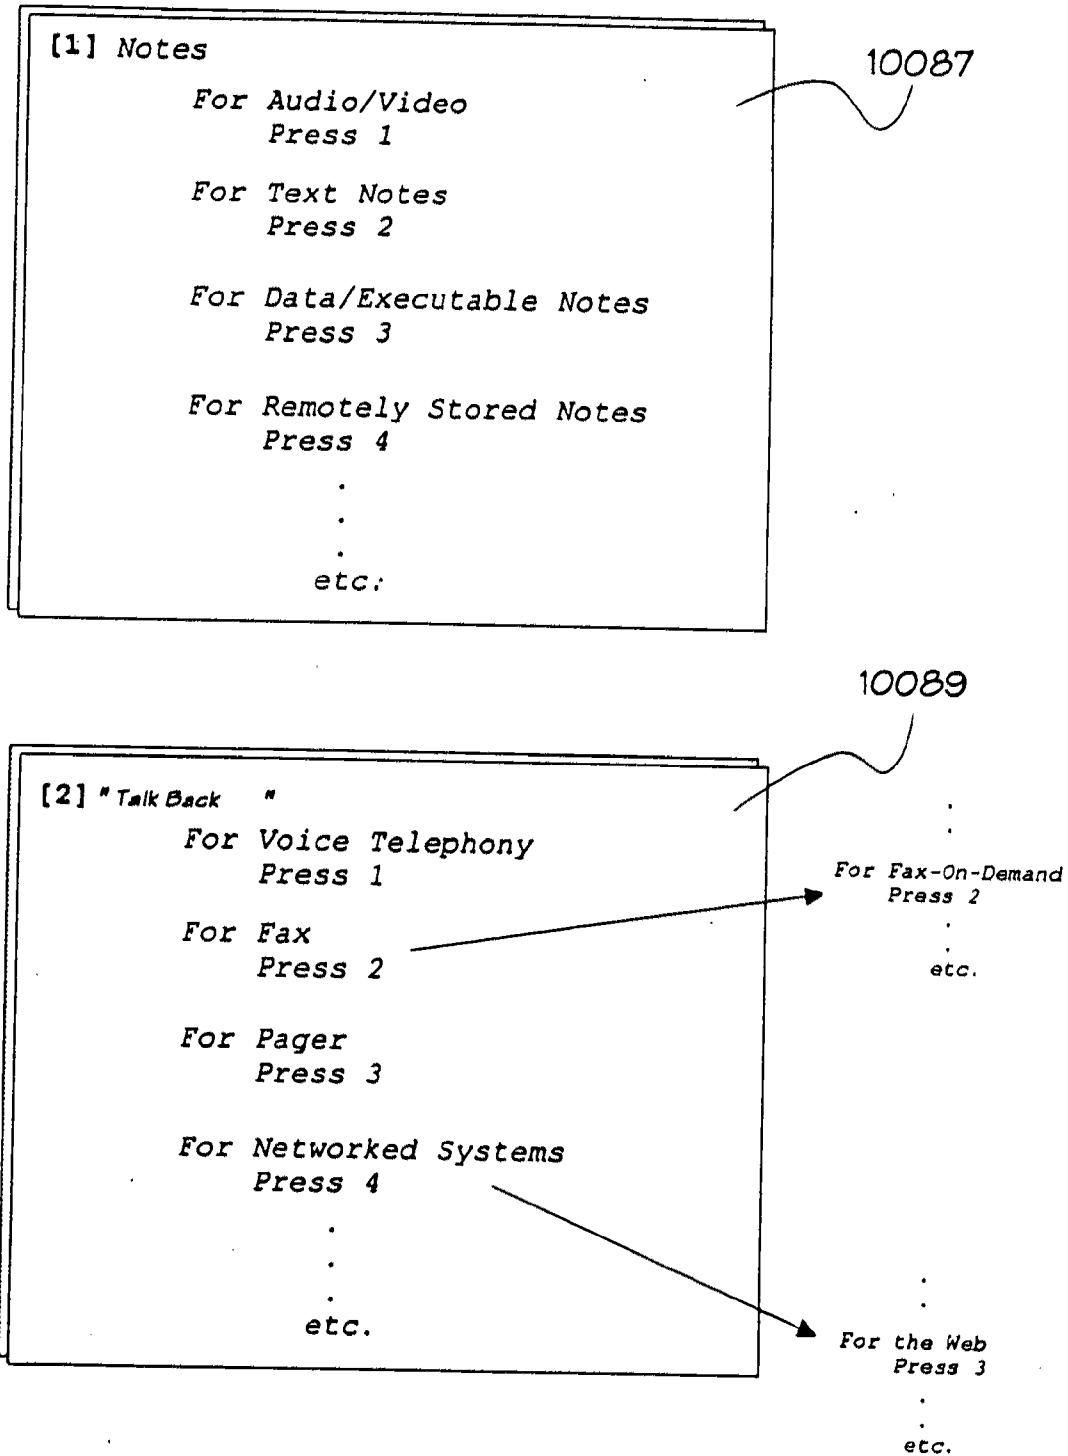 [1] Notes
10087
For Audio/Video
Press 1
For Text Notes
Press 2
For Data/Executable Notes
Press 3
For Remotely Stored Notes
Press 4
.
.
.
etc.
10089
[2] "Talk Back "
For Voice Telephony
Press 1
For Fax
Press 2
For Pager
Press 3
For Networked Systems
Press 4
.
.
.
etc.
.
.
For Fax-On-Demand
Press 2
.
.
etc.
.
.
For the Web
Press 3
.
.
etc.